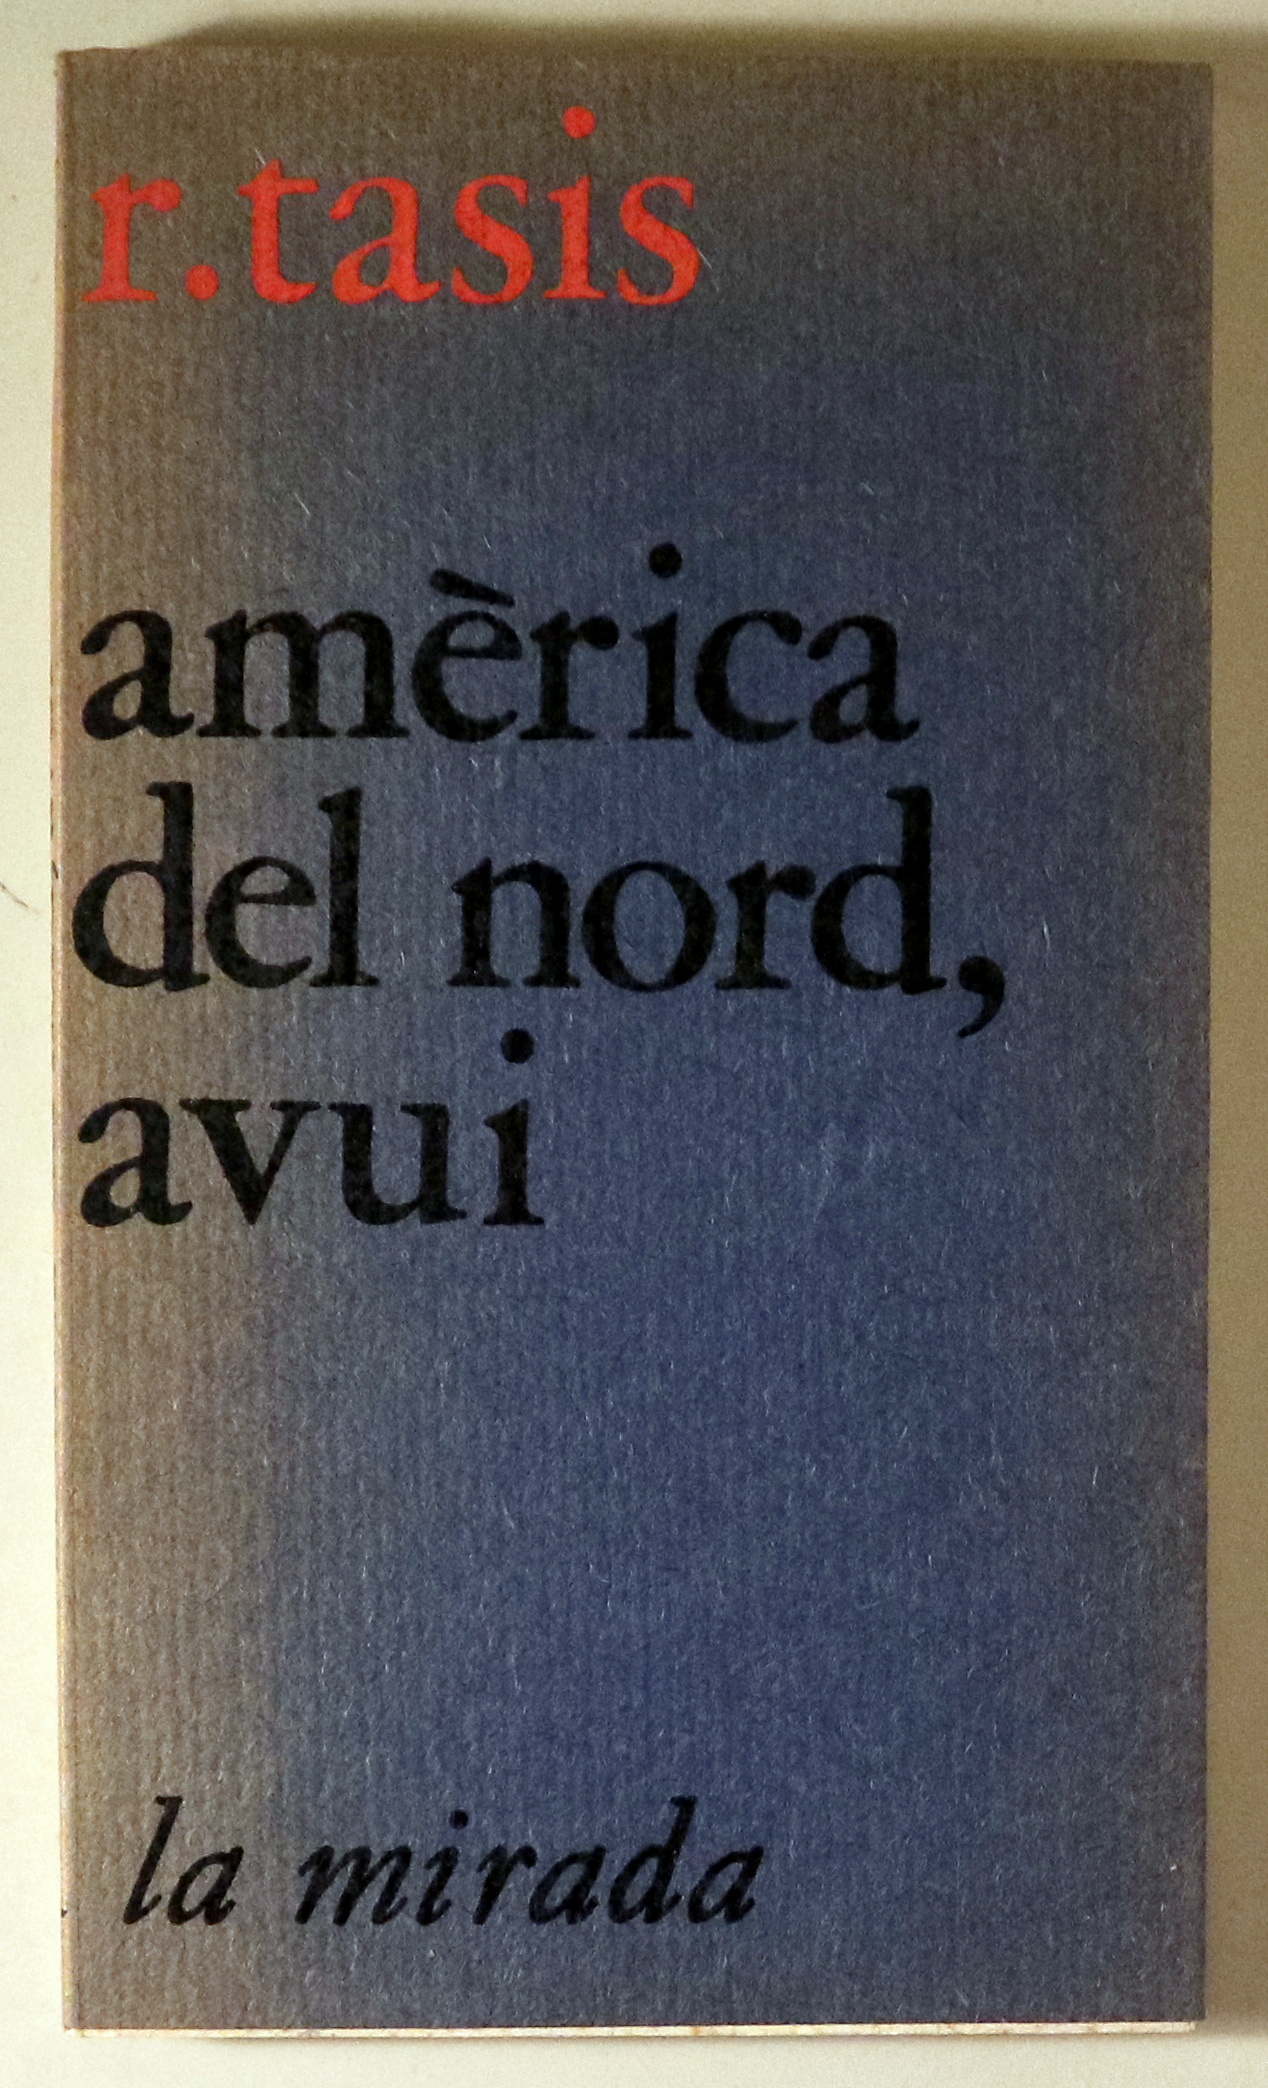 r.tasis
amèrica
del nord,
avui
la mirada